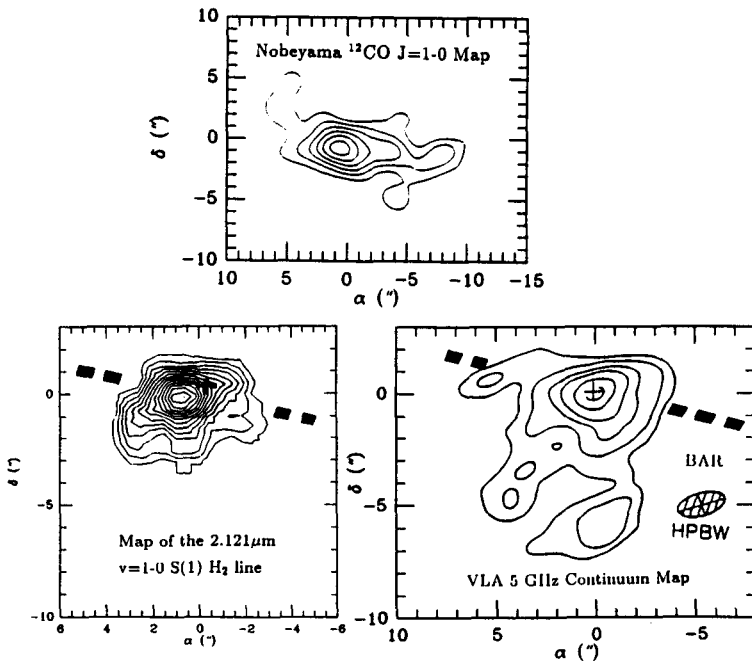 10
5
0
-5
-10
δ (")
Nobeyama ¹²CO J=1-0 Map
10 5 0 -5 -10 -15
α (")
0
-5
-10
δ (")
Map of the 2.121μm
v=1-0 S(1) H₂ line
6 4 2 0 -2 -4 -6
α (")
0
-5
-10
δ (")
BAR
HPBW
VLA 5 GHz Continuum Map
10 5 0 -5
α (")